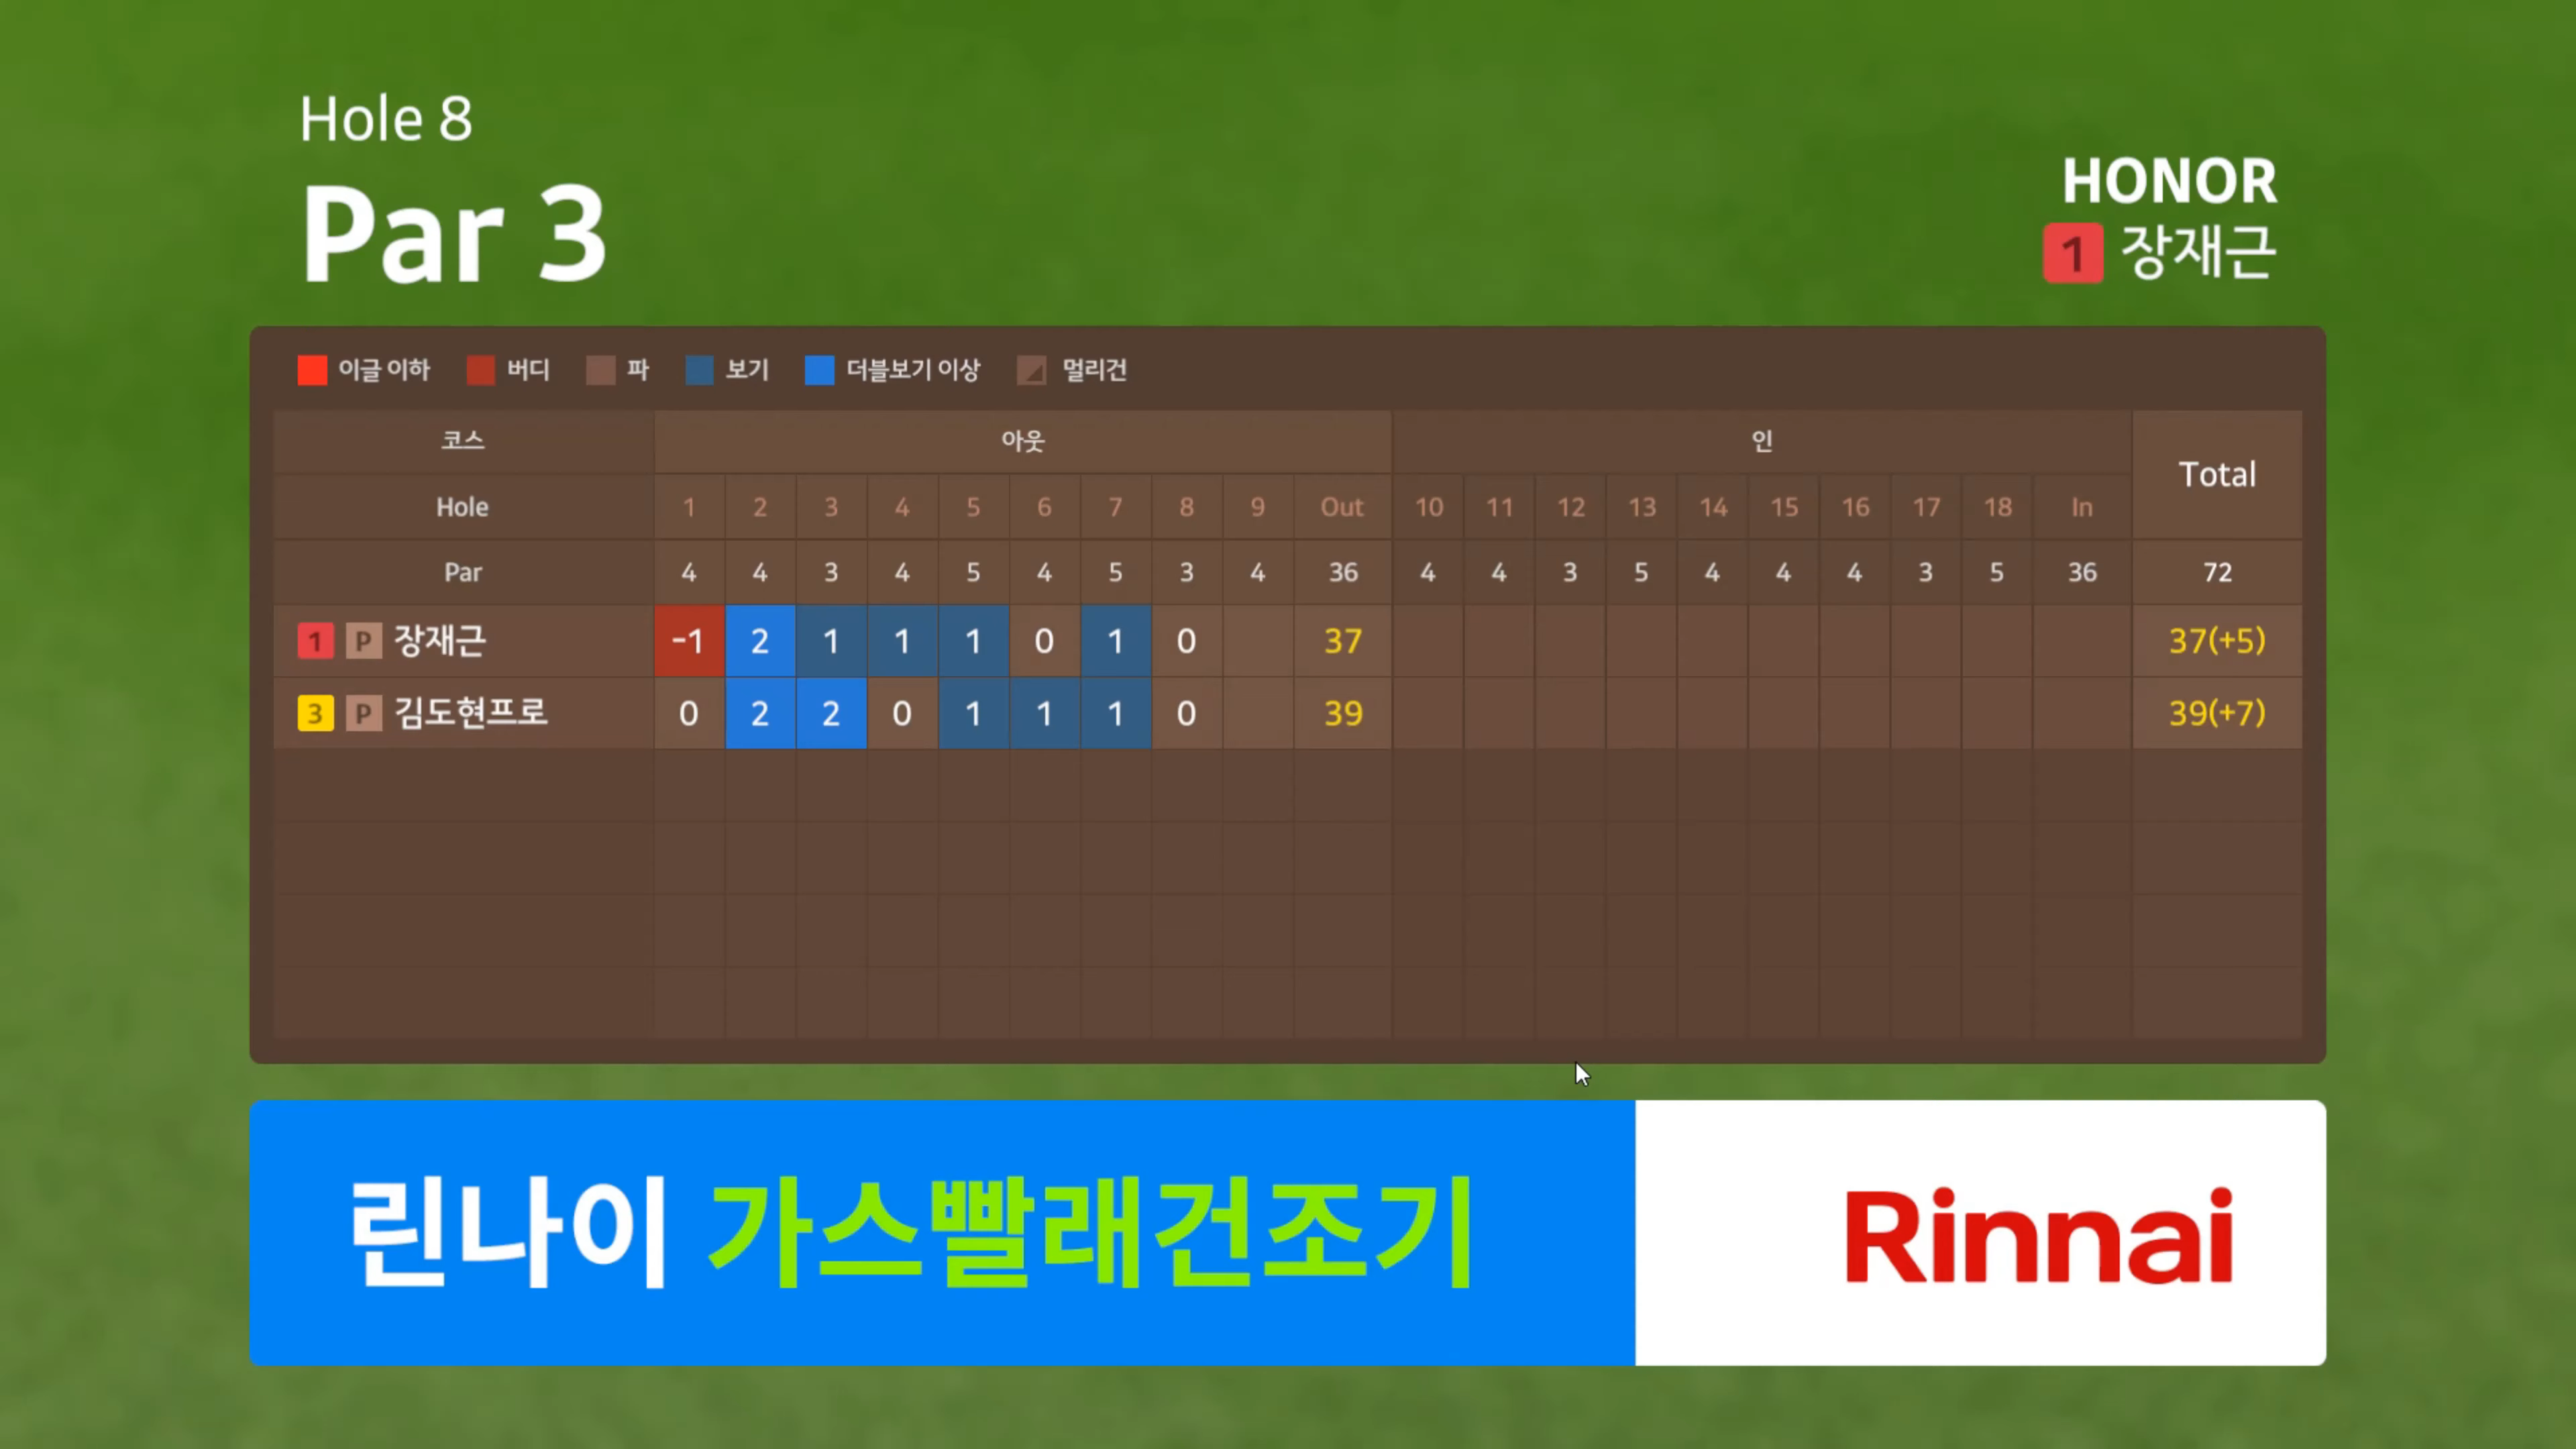 Hole 8
Par 3
HONOR
1 장재근
이글 이하 버디 파 보기 더블보기 이상 멀리건
코스 아웃 인 Total
Hole 1 2 3 4 5 6 7 8 9 Out 10 11 12 13 14 15 16 17 18 In
Par 4 4 3 4 5 4 5 3 4 36 4 4 3 5 4 4 4 3 5 36 72
1 P 장재근 -1 2 1 1 1 0 1 0 37 37(+5)
3 P 김도현프로 0 2 2 0 1 1 1 0 39 39(+7)
린나이 가스빨래건조기
Rinnai